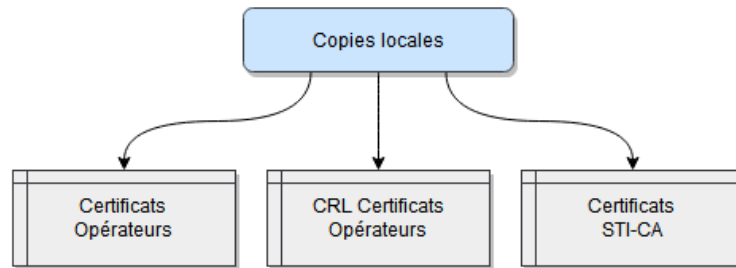 Copies locales
Certificats
Opérateurs
CRL Certificats
Opérateurs
Certificats
STI-CA